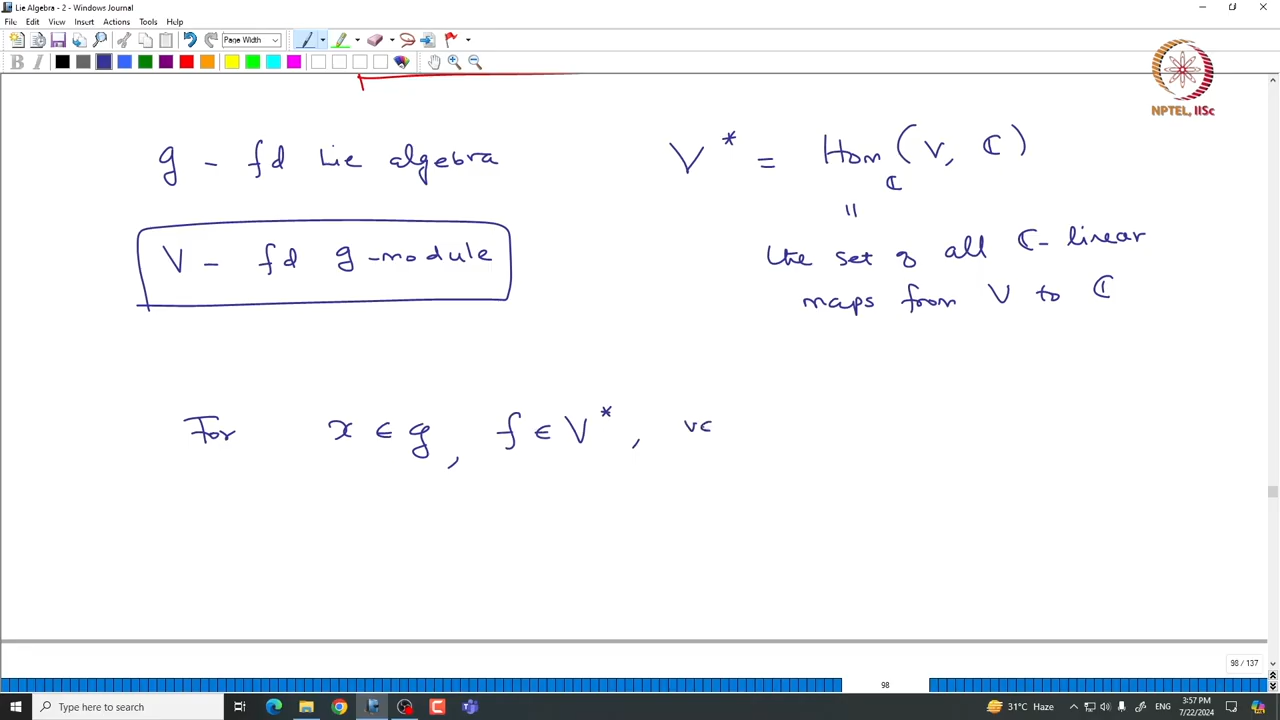 Lie Algebra - 2 - Windows Journal
File Edit View Insert Actions Tools Help
Page Width
B i
NPTEL, IISc
g - fd Lie algebra
V* = Hom_ℂ (V, ℂ)
V - fd g-module
=
the set of all ℂ-linear
maps from V to ℂ
For x ∈ g, f ∈ V*, v∈
98 / 137
98
Type here to search
31°C Haze
ENG
3:57 PM
7/22/2024